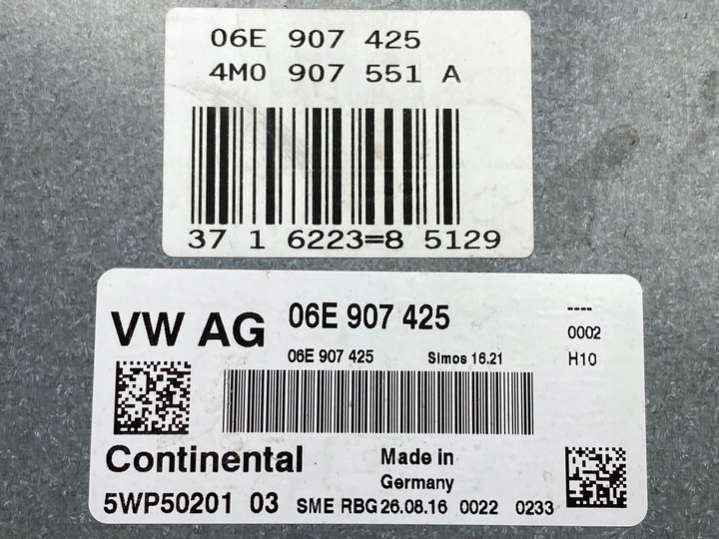 06E 907 425
4M0 907 551 A
37 1 6223=8 5129
VW AG 06E 907 425 ----
0002
06E 907 425 Simos 16.21 H10
Continental Made in
Germany
5WP50201 03 SME RBG 26.08.16 0022 0233